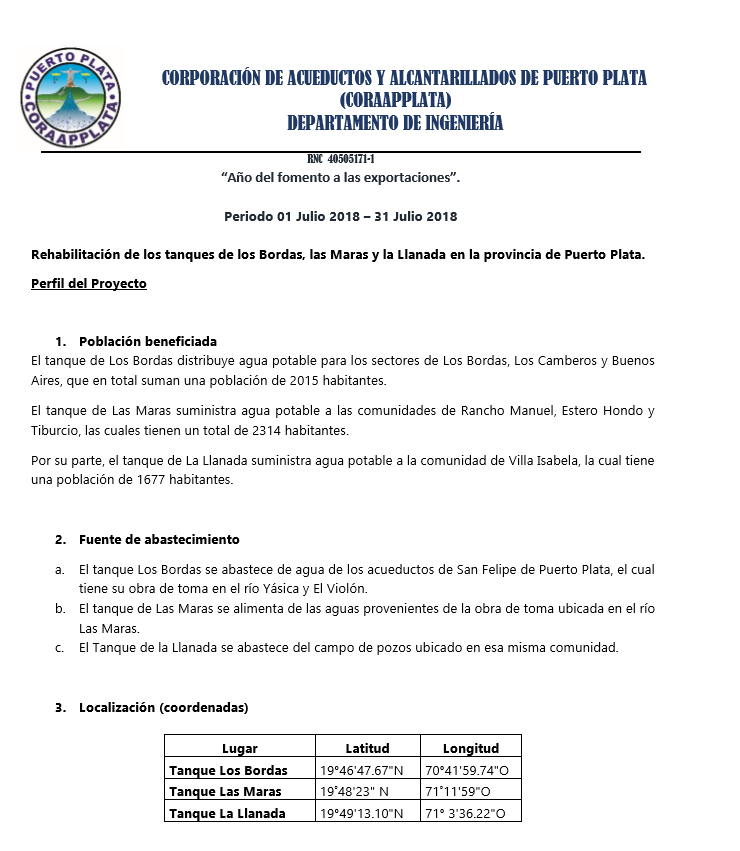 PUERTO PLATA
CORAAPPLATA
CORPORACIÓN DE ACUEDUCTOS Y ALCANTARILLADOS DE PUERTO PLATA
(CORAAPPLATA)
DEPARTAMENTO DE INGENIERÍA
RNC 40505171-1
“Año del fomento a las exportaciones”.
Periodo 01 Julio 2018 – 31 Julio 2018
Rehabilitación de los tanques de los Bordas, las Maras y la Llanada en la provincia de Puerto Plata.
Perfil del Proyecto
1. Población beneficiada
El tanque de Los Bordas distribuye agua potable para los sectores de Los Bordas, Los Camberos y Buenos
Aires, que en total suman una población de 2015 habitantes.
El tanque de Las Maras suministra agua potable a las comunidades de Rancho Manuel, Estero Hondo y
Tiburcio, las cuales tienen un total de 2314 habitantes.
Por su parte, el tanque de La Llanada suministra agua potable a la comunidad de Villa Isabela, la cual tiene
una población de 1677 habitantes.
2. Fuente de abastecimiento
a. El tanque Los Bordas se abastece de agua de los acueductos de San Felipe de Puerto Plata, el cual
tiene su obra de toma en el río Yásica y El Violón.
b. El tanque de Las Maras se alimenta de las aguas provenientes de la obra de toma ubicada en el río
Las Maras.
c. El Tanque de la Llanada se abastece del campo de pozos ubicado en esa misma comunidad.
3. Localización (coordenadas)
Lugar Latitud Longitud
Tanque Los Bordas 19°46'47.67"N 70°41'59.74"O
Tanque Las Maras 19°48'23" N 71°11'59"O
Tanque La Llanada 19°49'13.10"N 71° 3'36.22"O